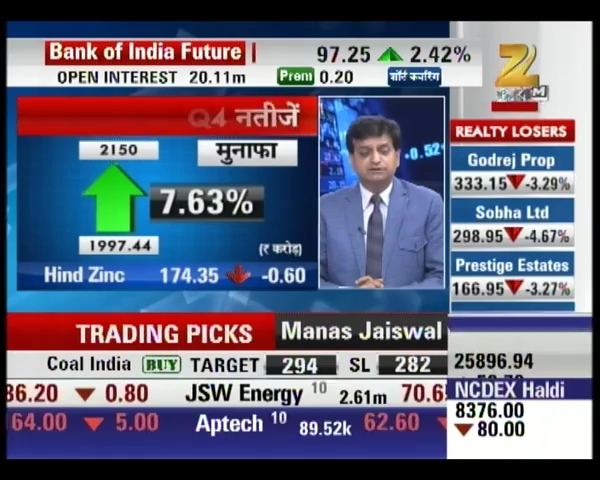 Bank of India Future
97.25 2.42%
OPEN INTEREST 20.11m Prem 0.20 शॉर्ट कवरिंग
Q4 नतीजें
2150 मुनाफा
7.63%
1997.44 (₹ करोड़)
Hind Zinc 174.35 -0.60
+0.52
REALTY LOSERS
Godrej Prop
333.15 -3.29%
Sobha Ltd
298.95 -4.67%
Prestige Estates
166.95 -3.27%
TRADING PICKS Manas Jaiswal
Coal India BUY TARGET 294 SL 282
25896.94
36.20 0.80 JSW Energy 10 2.61m 70.6
NCDEX Haldi
8376.00
80.00
64.00 5.00 Aptech 10 89.52k 62.60